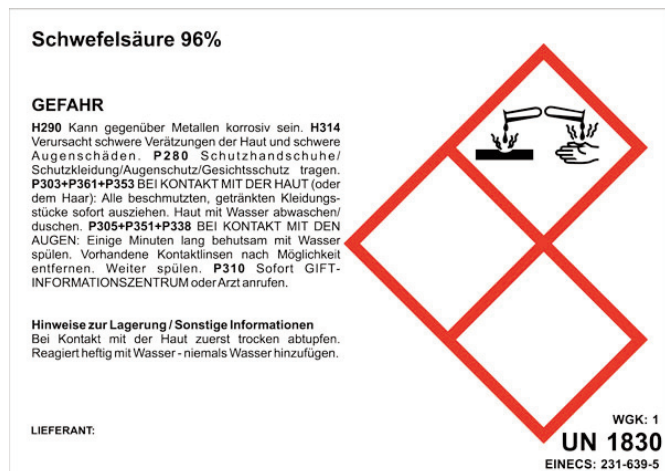 Schwefelsäure 96%
GEFAHR
H290 Kann gegenüber Metallen korrosiv sein. H314
Verursacht schwere Verätzungen der Haut und schwere
Augenschäden. P280 Schutzhandschuhe/
Schutzkleidung/Augenschutz/Gesichtsschutz tragen.
P303+P361+P353 BEI KONTAKT MIT DER HAUT (oder
dem Haar): Alle beschmutzten, getränkten Kleidungs-
stücke sofort ausziehen. Haut mit Wasser abwaschen/
duschen. P305+P351+P338 BEI KONTAKT MIT DEN
AUGEN: Einige Minuten lang behutsam mit Wasser
spülen. Vorhandene Kontaktlinsen nach Möglichkeit
entfernen. Weiter spülen. P310 Sofort GIFT-
INFORMATIONSZENTRUM oder Arzt anrufen.
Hinweise zur Lagerung / Sonstige Informationen
Bei Kontakt mit der Haut zuerst trocken abtupfen.
Reagiert heftig mit Wasser - niemals Wasser hinzufügen.
LIEFERANT:
WGK: 1
UN 1830
EINECS: 231-639-5